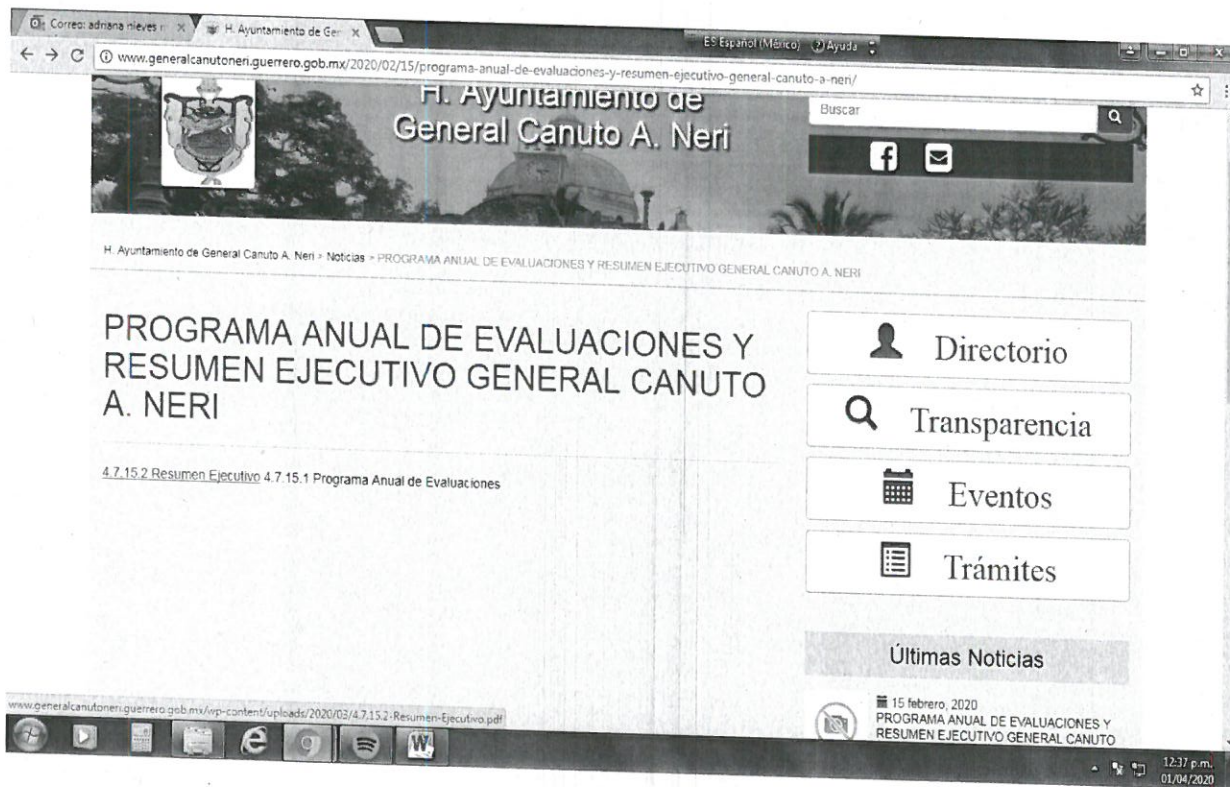 Correo: adriana nieves
H. Ayuntamiento de Ger
ES Español (México) Ayuda
www.generalcanutoneri.guerrero.gob.mx/2020/02/15/programa-anual-de-evaluaciones-y-resumen-ejecutivo-general-canuto-a-neri/
H. Ayuntamiento de
General Canuto A. Neri
Buscar
H. Ayuntamiento de General Canuto A. Neri > Noticias > PROGRAMA ANUAL DE EVALUACIONES Y RESUMEN EJECUTIVO GENERAL CANUTO A. NERI
PROGRAMA ANUAL DE EVALUACIONES Y
RESUMEN EJECUTIVO GENERAL CANUTO
A. NERI
4.7.15.2 Resumen Ejecutivo 4.7.15.1 Programa Anual de Evaluaciones
Directorio
Transparencia
Eventos
Trámites
Últimas Noticias
15 febrero, 2020
PROGRAMA ANUAL DE EVALUACIONES Y
RESUMEN EJECUTIVO GENERAL CANUTO
www.generalcanutoneri.guerrero.gob.mx/wp-content/uploads/2020/03/4.7.15.2-Resumen-Ejecutivo.pdf
12:37 p.m.
01/04/2020